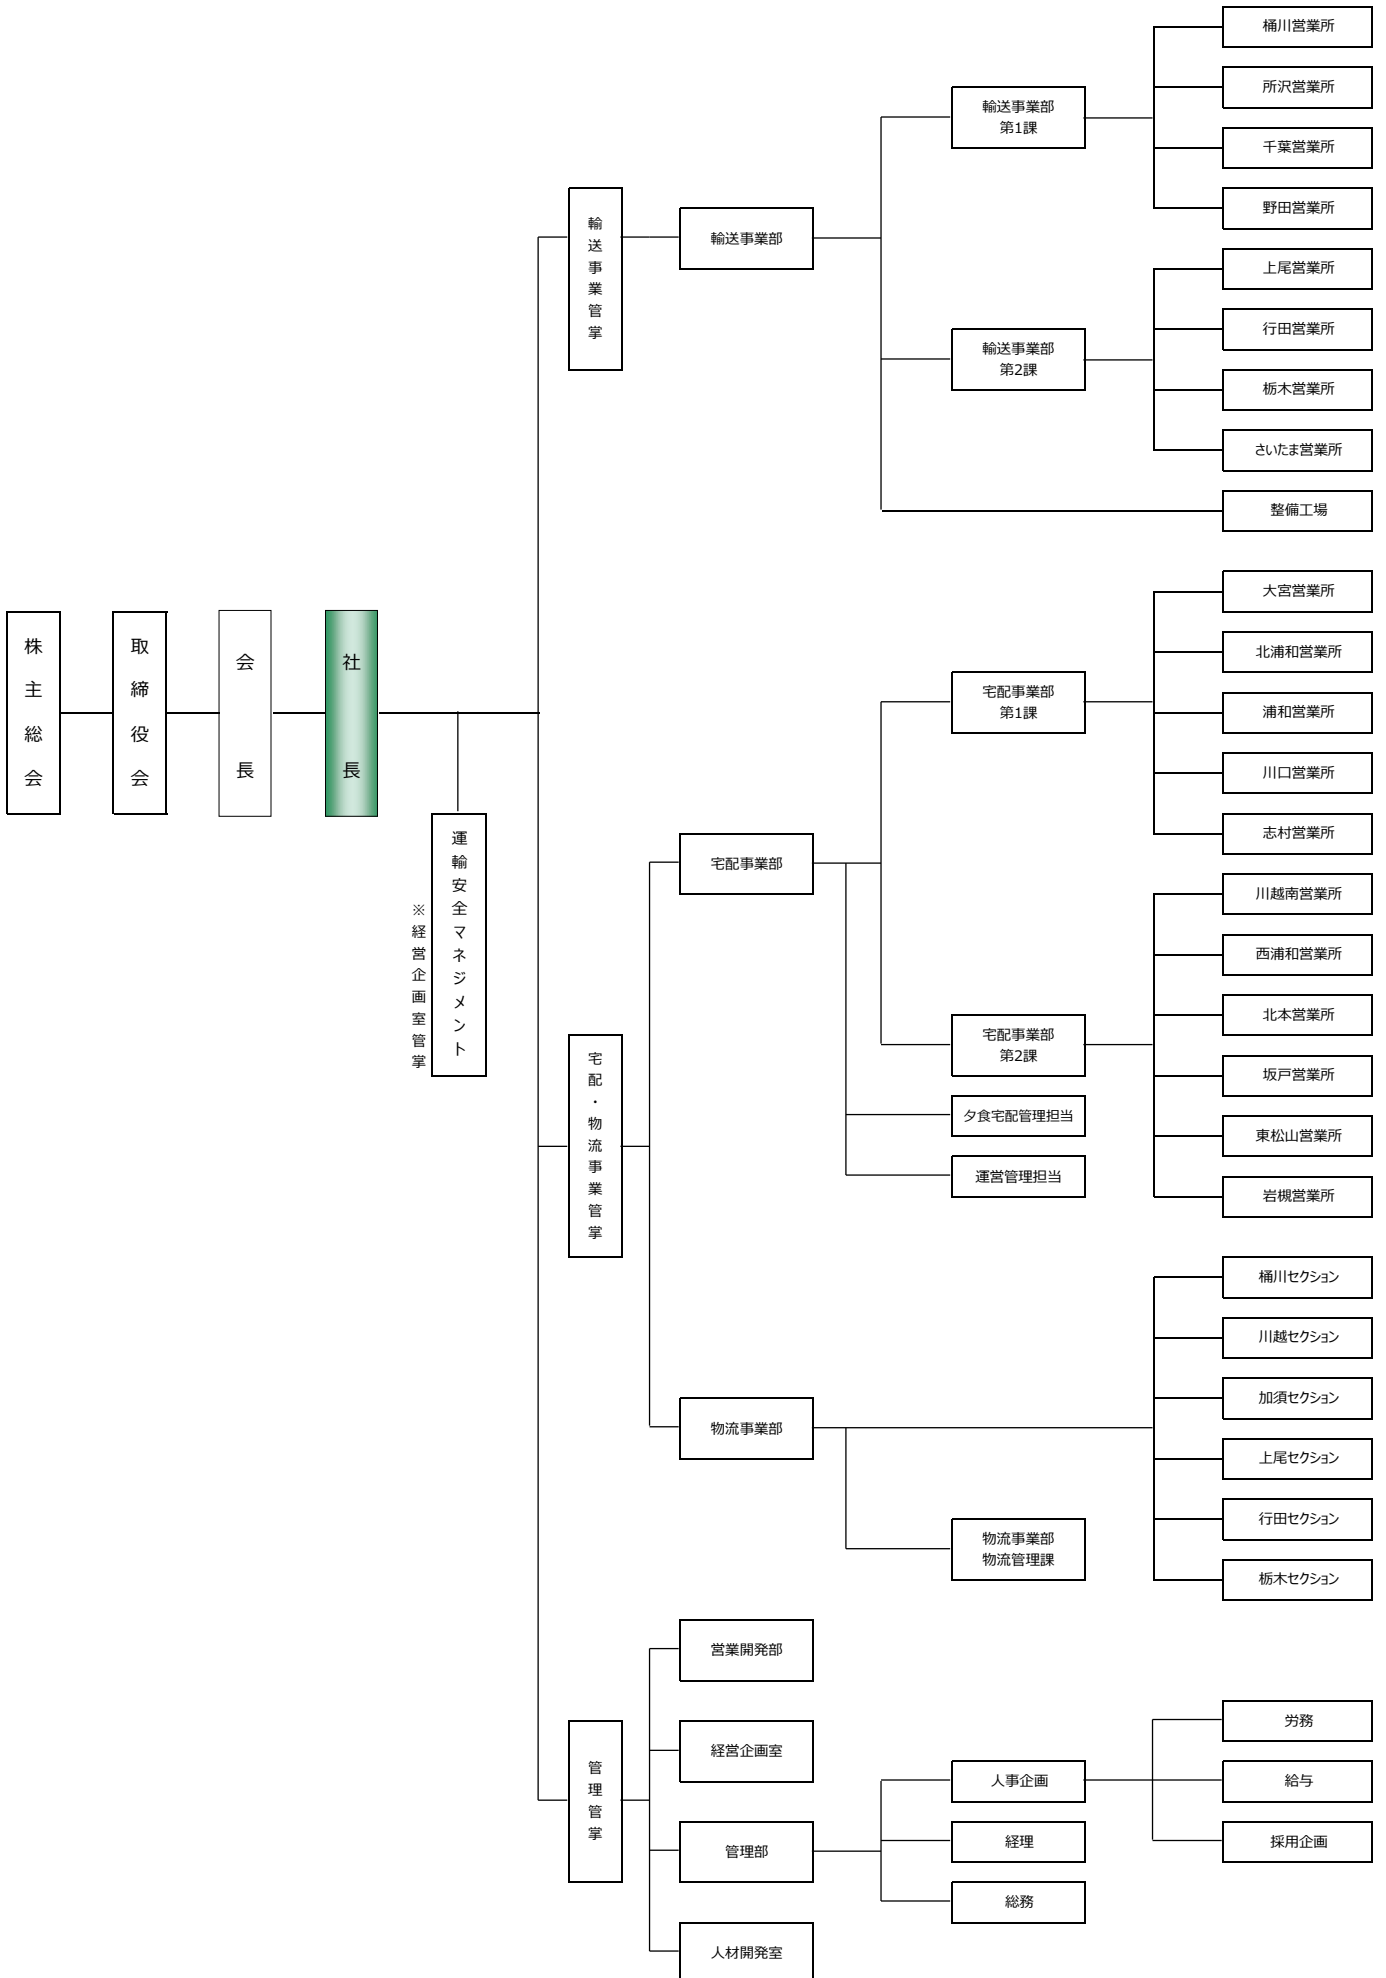 株主総会
取締役会
会長
社長
運輸安全マネジメント
※経営企画室管掌
輸送事業管掌
輸送事業部
輸送事業部
第1課
桶川営業所
所沢営業所
千葉営業所
野田営業所
輸送事業部
第2課
上尾営業所
行田営業所
栃木営業所
さいたま営業所
整備工場
宅配・物流事業管掌
宅配事業部
宅配事業部
第1課
大宮営業所
北浦和営業所
浦和営業所
川口営業所
志村営業所
宅配事業部
第2課
川越南営業所
西浦和営業所
北本営業所
坂戸営業所
東松山営業所
岩槻営業所
夕食宅配管理担当
運営管理担当
物流事業部
桶川セクション
川越セクション
加須セクション
上尾セクション
行田セクション
栃木セクション
物流事業部
物流管理課
管理管掌
営業開発部
経営企画室
管理部
人事企画
労務
給与
採用企画
経理
総務
人材開発室